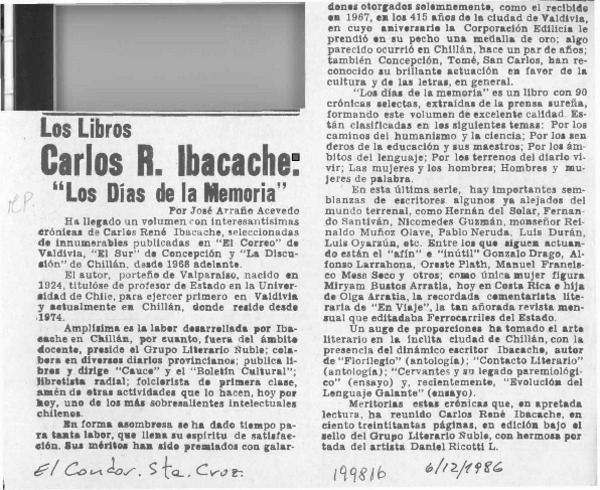 Los Libros
Carlos R. Ibacache:
"Los Días de la Memoria"
Por José Arraño Acevedo
Ha llegado un volumen con interesantísimas
crónicas de Carlos René Ibacache, seleccionadas
de innumerables publicadas en "El Correo" de
Valdivia, "El Sur" de Concepción y "La Discu-
sión" de Chillán, desde 1968 adelante.
El autor, porteño de Valparaíso, nacido en
1924, titulóse de profesor de Estado en la Univer-
sidad de Chile, para ejercer primero en Valdivia
y actualmente en Chillán, donde reside desde
1974.
Amplísima es la labor desarrollada por Iba-
cache en Chillán, por cuanto, fuera del ámbito
docente, preside el Grupo Literario Ñuble; cola-
bora en diversos diarios provincianos; publica li-
bros y dirige "Cauce" y el "Boletín Cultural";
libretista radial; folclorista de primera clase,
amén de otras actividades que lo hacen, hoy por
hoy, uno de los más sobresalientes intelectuales
chilenos.
En forma asombrosa se ha dado tiempo pa-
ra tanta labor, que llena su espíritu de satisfac-
ción. Sus méritos han sido premiados con galar-
dones otorgados solemnemente, como el recibido
en 1967, en los 415 años de la ciudad de Valdivia,
en cuyo aniversario la Corporación Edilicia le
prendió en su pecho una medalla de oro; algo
parecido ocurrió en Chillán, hace un par de años;
también Concepción, Tomé, San Carlos, han re-
conocido su brillante actuación en favor de la
cultura y de las letras, en general.
"Los días de la memoria" es un libro con 90
crónicas selectas, extraídas de la prensa sureña,
formando este volumen de excelente calidad. Es-
tán clasificadas en los siguientes temas: Por los
caminos del humanismo y la ciencia; Por los sen
deros de la educación y sus maestros; Por los ám-
bitos del lenguaje; Por los terrenos del diario vi-
vir; Las mujeres y los hombres; Hombres y mu-
jeres de palabra.
En esta última serie, hay importantes sem-
blanzas de escritores, algunos ya alejados del
mundo terrenal, como Hernán del Solar, Fernan-
do Santiván, Nicomedes Guzmán, monseñor Rei-
naldo Muñoz Olave, Pablo Neruda, Luis Durán,
Luis Oyarzún, etc. Entre los que siguen actuan-
do están el "afín" e "inútil" Gonzalo Drago, Al-
fonso Larrahona, Oreste Plath, Manuel Francis-
co Mesa Seco y otros; como única mujer figura
Miryam Bustos Arratia, hoy en Costa Rica e hija
de Olga Arratia, la recordada comentarista litera-
ria de "En Viaje", la tan añorada revista men-
sual que editaba Ferrocarriles del Estado.
Un auge de proporciones ha tomado el arte
literario en la ínclita ciudad de Chillán, con la
presencia del dinámico escritor Ibacache, autor
de "Florilegio" (antología); "Contacto Literario"
(antología); "Cervantes y su legado paremiológi-
co" (ensayo) y, recientemente, "Evolución del
Lenguaje Galante" (ensayo).
Meritorias estas crónicas que, en apretada
lectura, ha reunido Carlos René Ibacache, en
ciento treintitantas páginas, en edición bajo el
sello del Grupo Literario Ñuble, con hermosa por
tada del artista Daniel Ricotti L.
El Condor. Sta. Cruz.
199816
6/12/1986